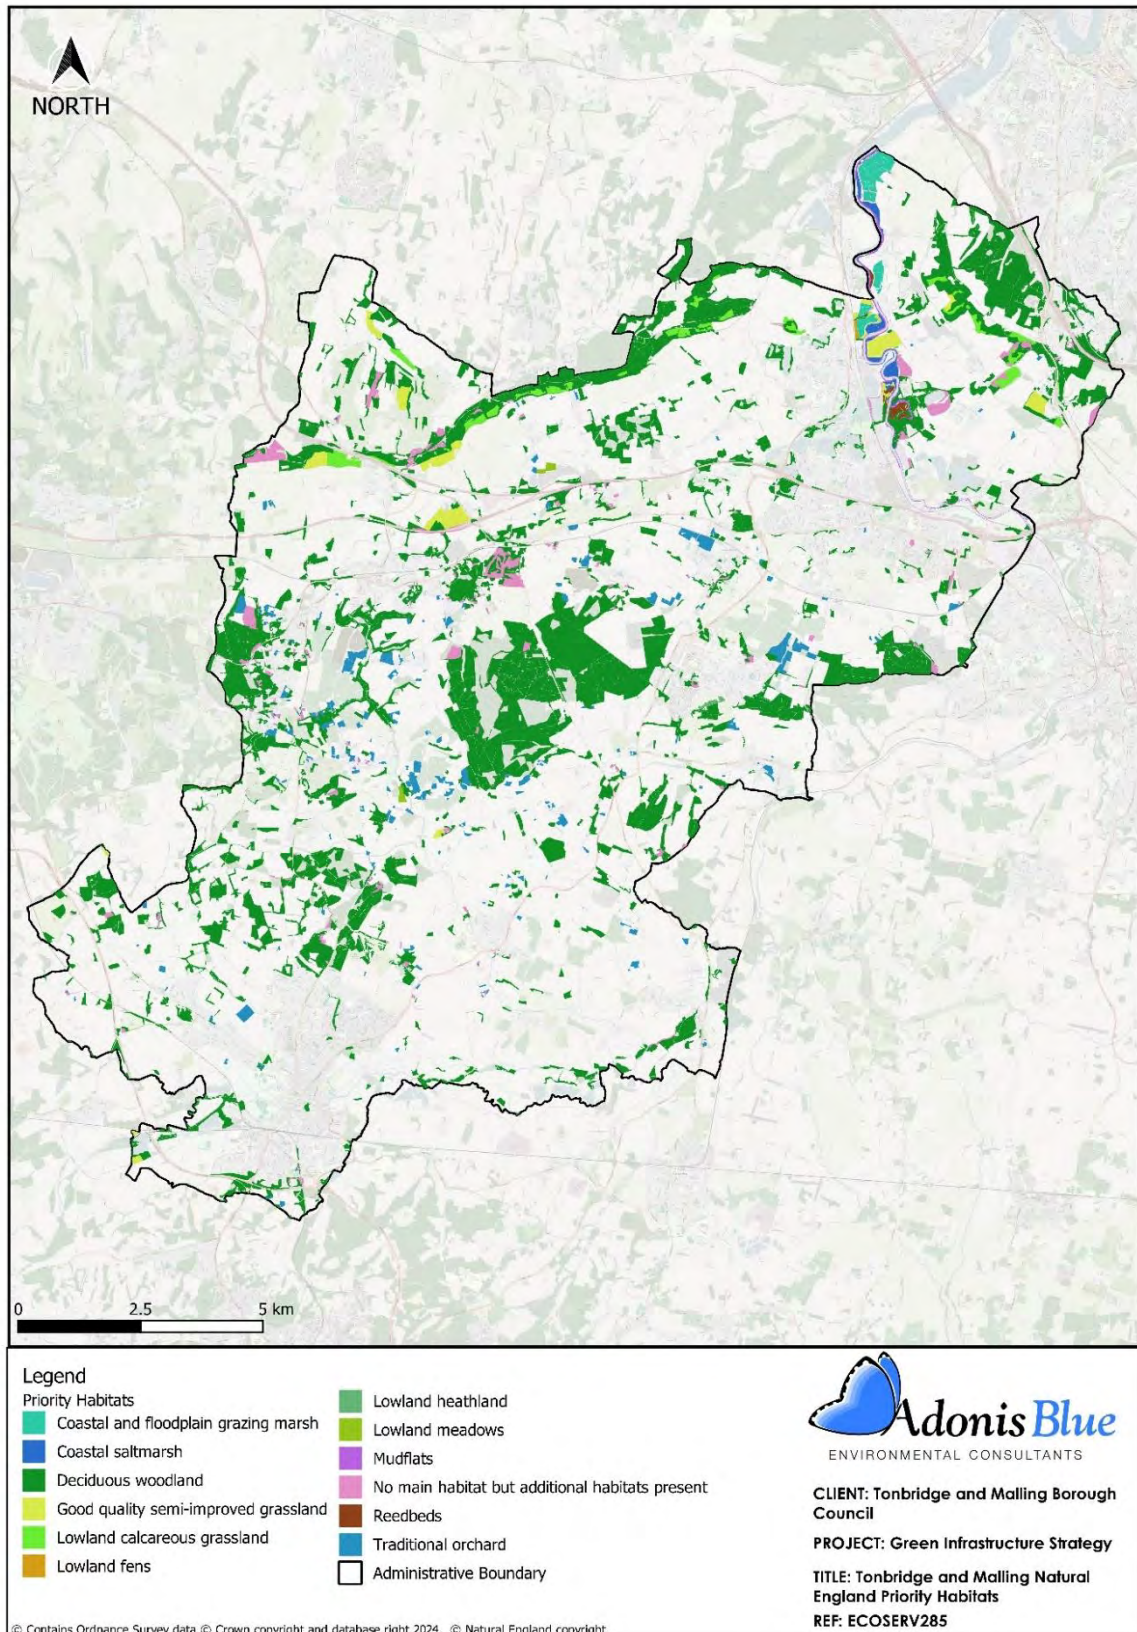 NORTH
0 2.5 5 km
Legend
Priority Habitats
Coastal and floodplain grazing marsh
Coastal saltmarsh
Deciduous woodland
Good quality semi-improved grassland
Lowland calcareous grassland
Lowland fens
Lowland heathland
Lowland meadows
Mudflats
No main habitat but additional habitats present
Reedbeds
Traditional orchard
Administrative Boundary
Adonis Blue
ENVIRONMENTAL CONSULTANTS
CLIENT: Tonbridge and Malling Borough
Council
PROJECT: Green Infrastructure Strategy
TITLE: Tonbridge and Malling Natural
England Priority Habitats
REF: ECOSERV285
© Contains Ordnance Survey data © Crown copyright and database right 2024 © Natural England copyright